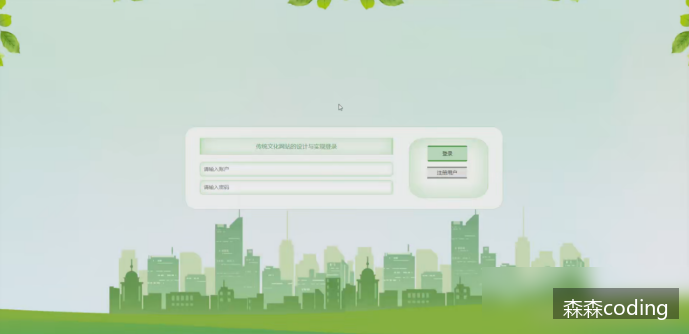 传统文化网站的设计与实现登录
请输入账户
请输入密码
登录
注册用户
森森coding